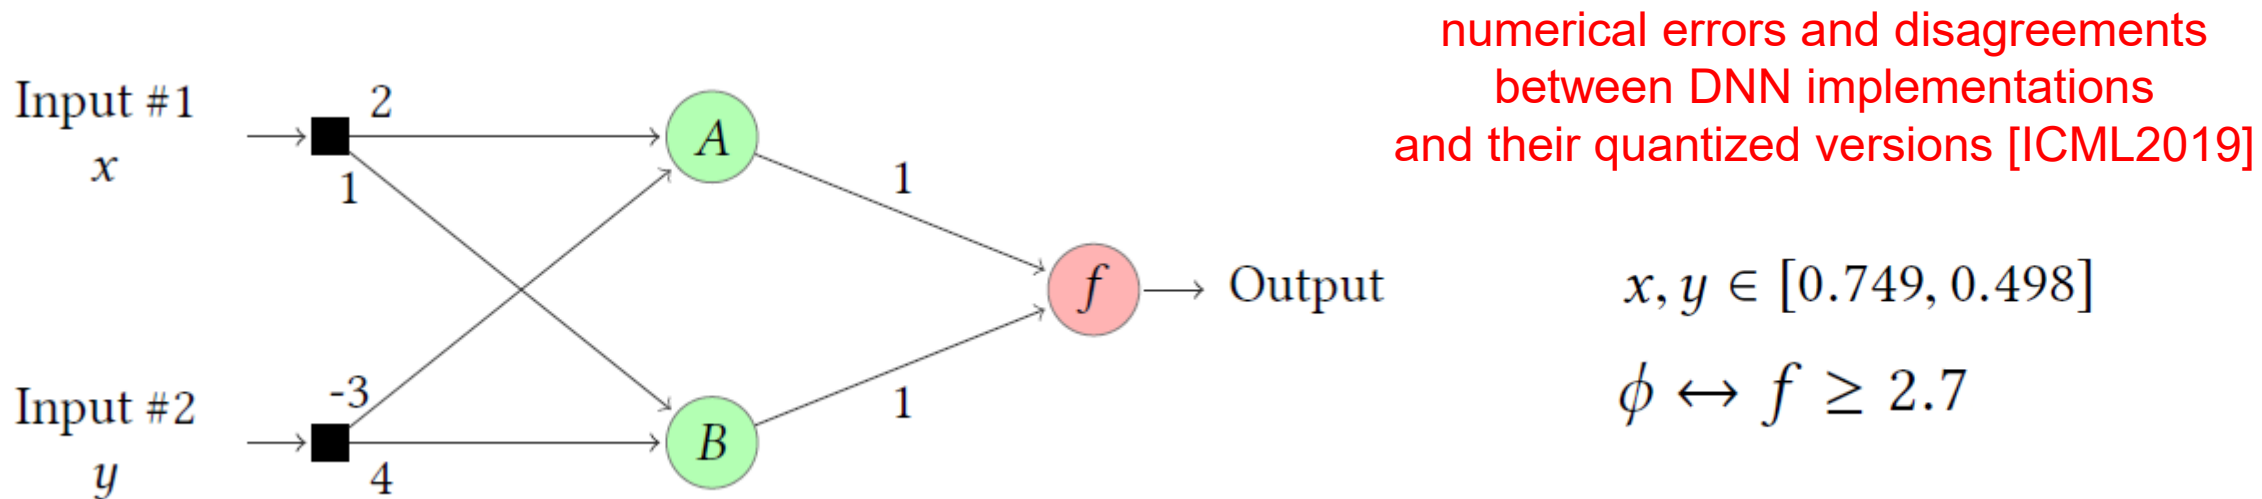 numerical errors and disagreements
between DNN implementations
and their quantized versions [ICML2019]
Input #1
x
2
1
A
1
f
Output
x, y ∈ [0.749, 0.498]
ϕ ↔ f ≥ 2.7
Input #2
y
-3
4
B
1